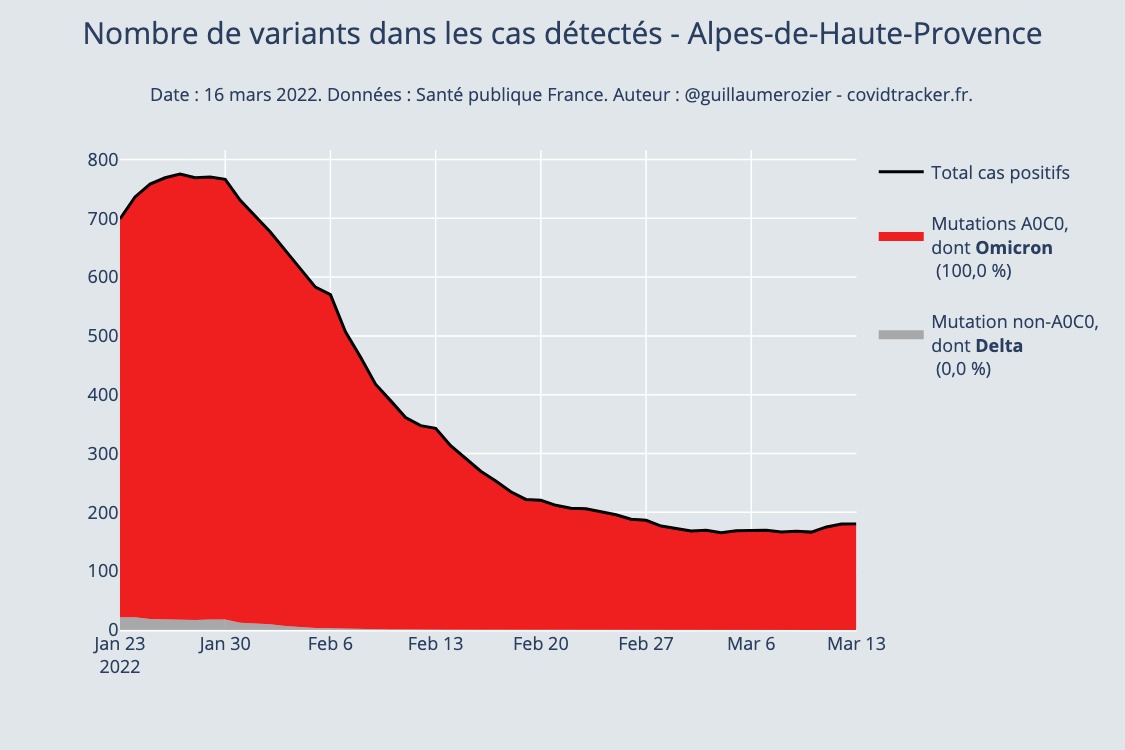 Nombre de variants dans les cas détectés - Alpes-de-Haute-Provence
Date : 16 mars 2022. Données : Santé publique France. Auteur : @guillaumerozier - covidtracker.fr.
800
700
600
500
400
300
200
100
0
Jan 23
2022
Jan 30
Feb 6
Feb 13
Feb 20
Feb 27
Mar 6
Mar 13
Total cas positifs
Mutations A0C0,
dont Omicron
(100,0 %)
Mutation non-A0C0,
dont Delta
(0,0 %)